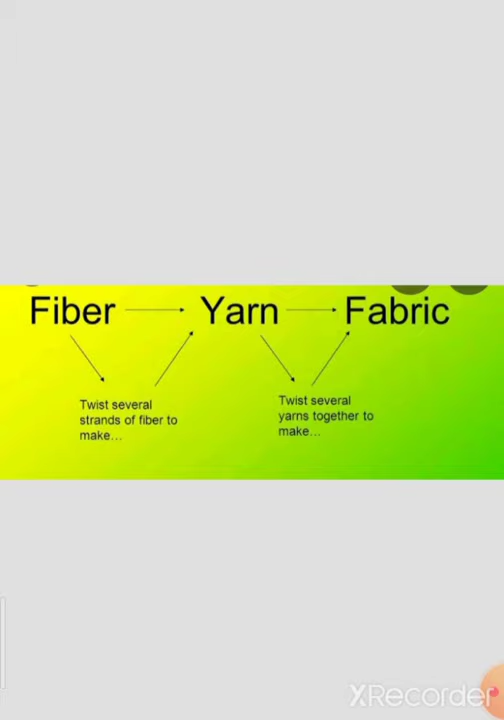 Fiber
Yarn
Fabric
Twist several
strands of fiber to
make...
Twist several
yarns together to
make...
XRecorder